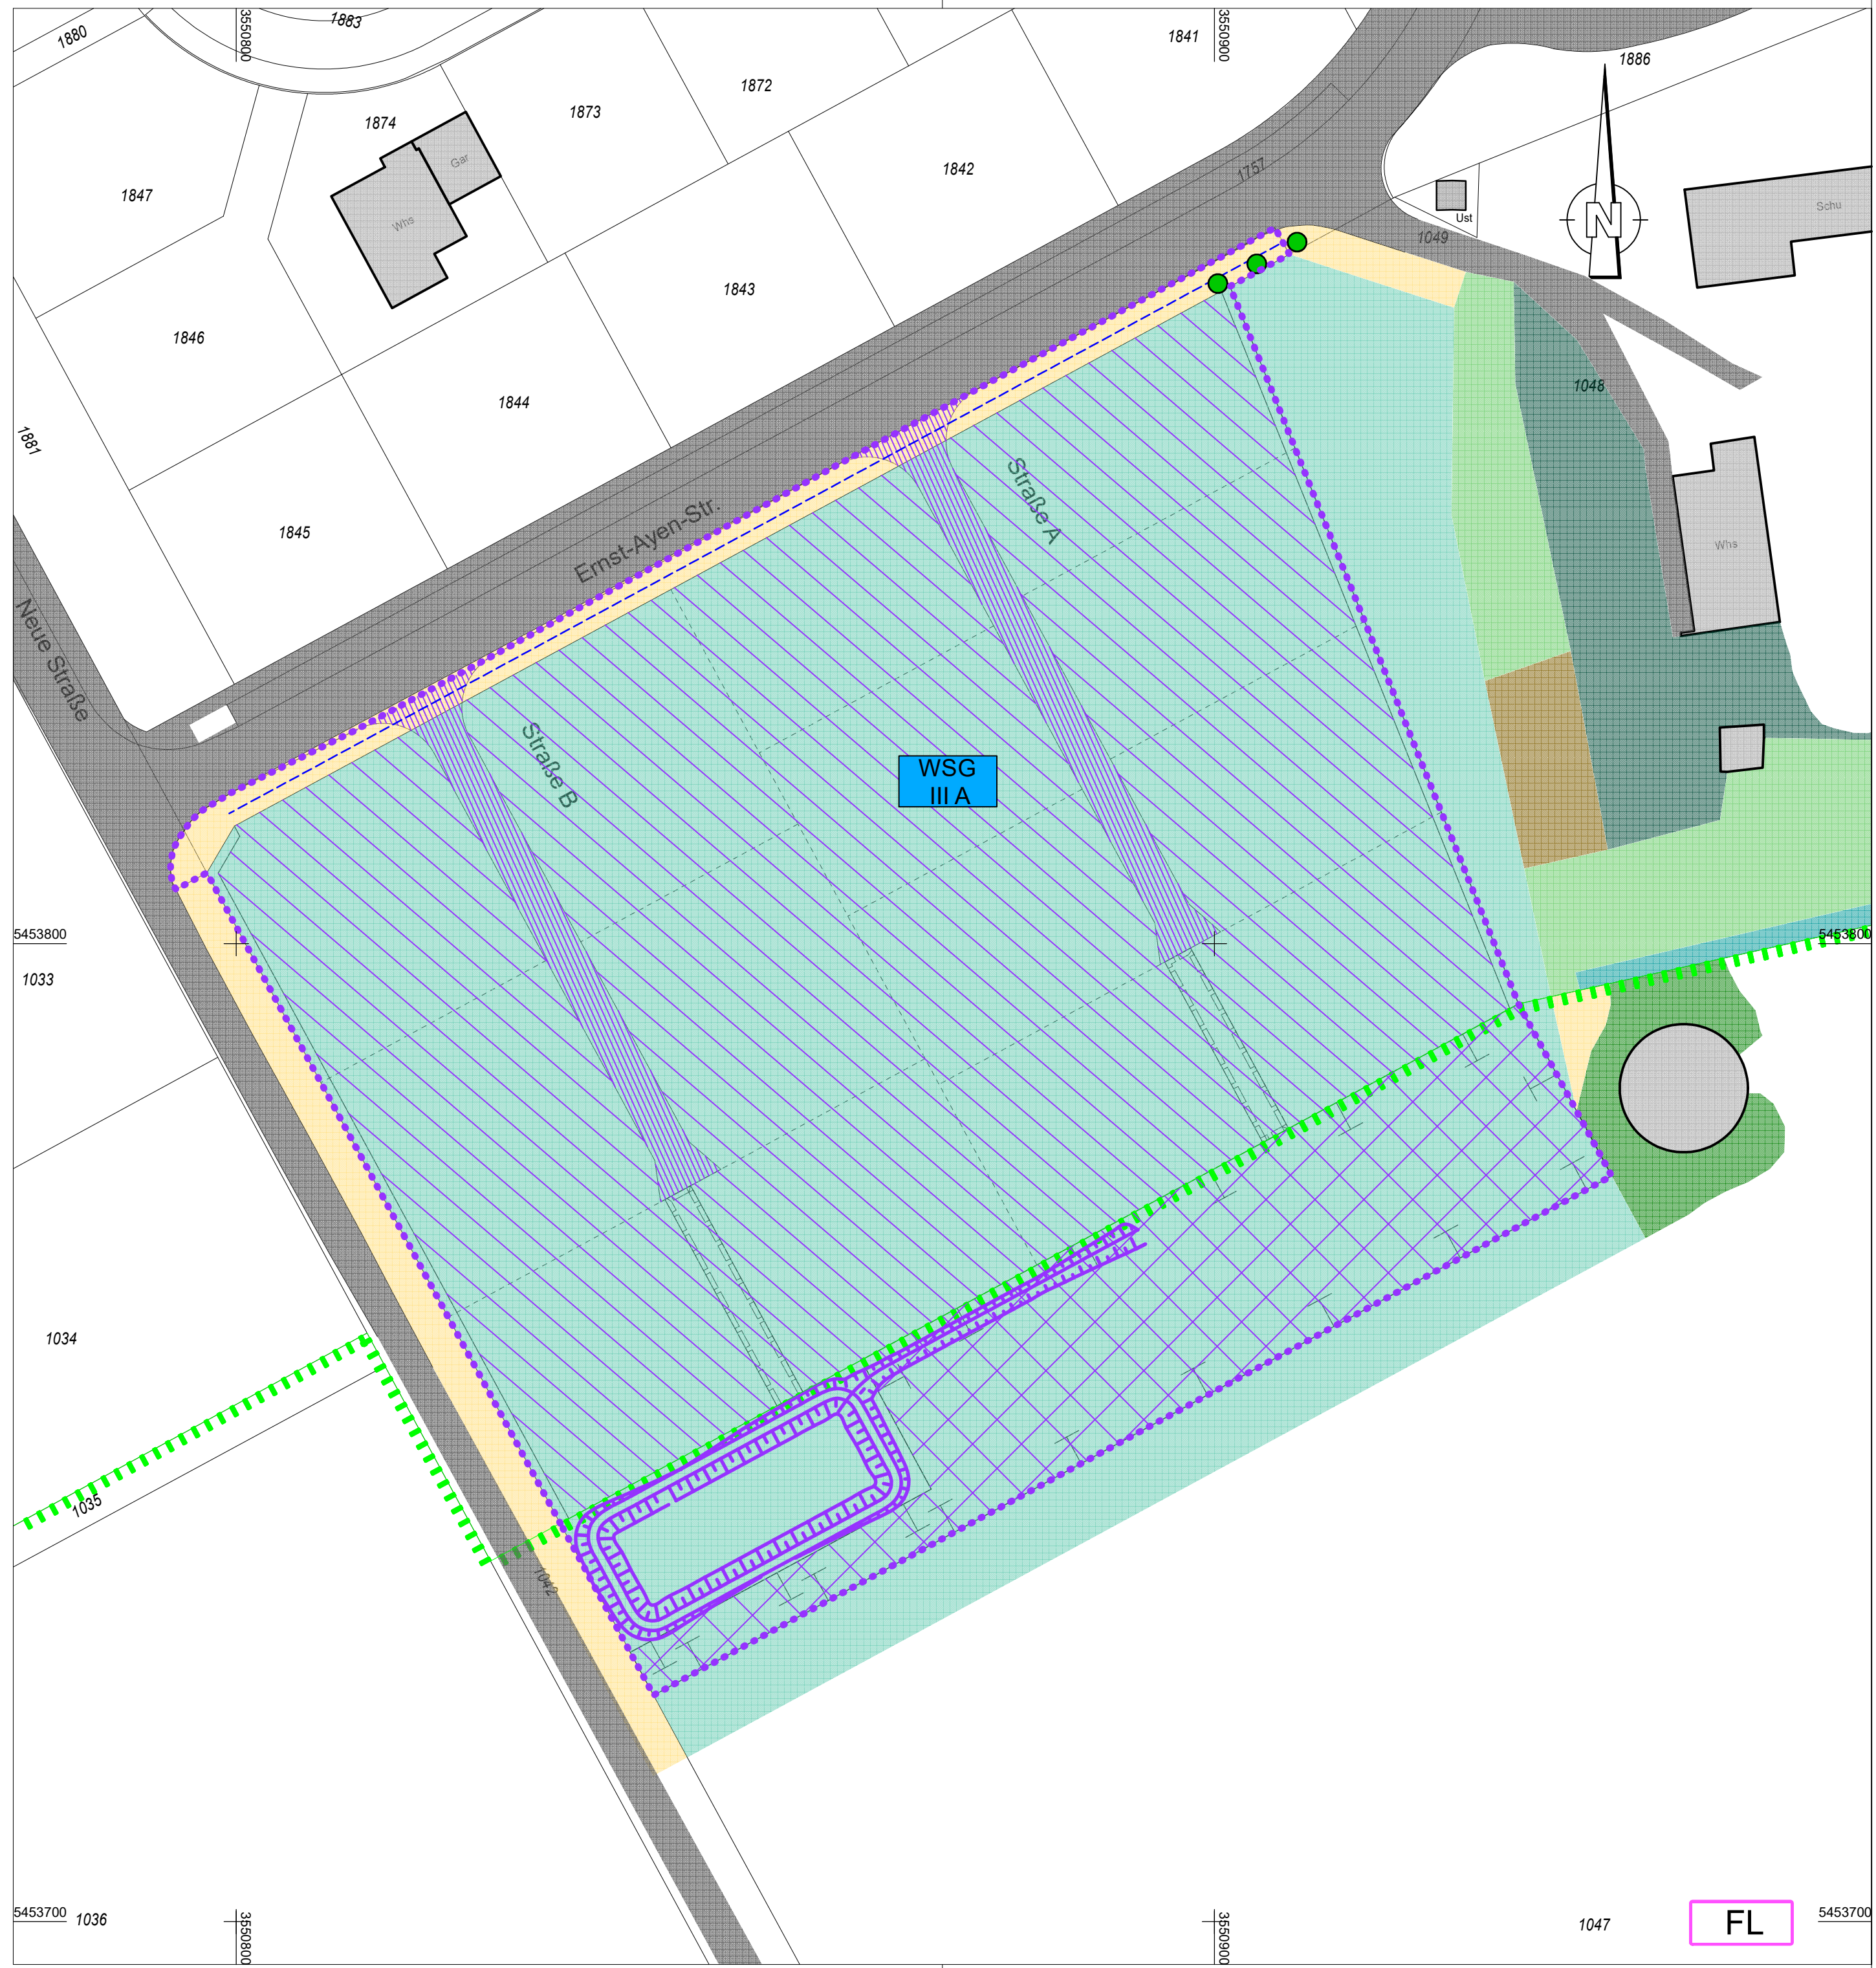 1880
3550800
1883
1841
3550900
1886
1872
1873
1874
Gar
1847
1842
1757
Whs
Ust
N
Schu
1049
1843
1846
1048
1844
1881
Straße A
1845
Ernst-Ayen-Str.
Whs
Neue Straße
Straße B
WSG
III A
5453800
5453800
1033
1034
1035
1042
5453700
1036
3550800
3550900
1047
FL
5453700